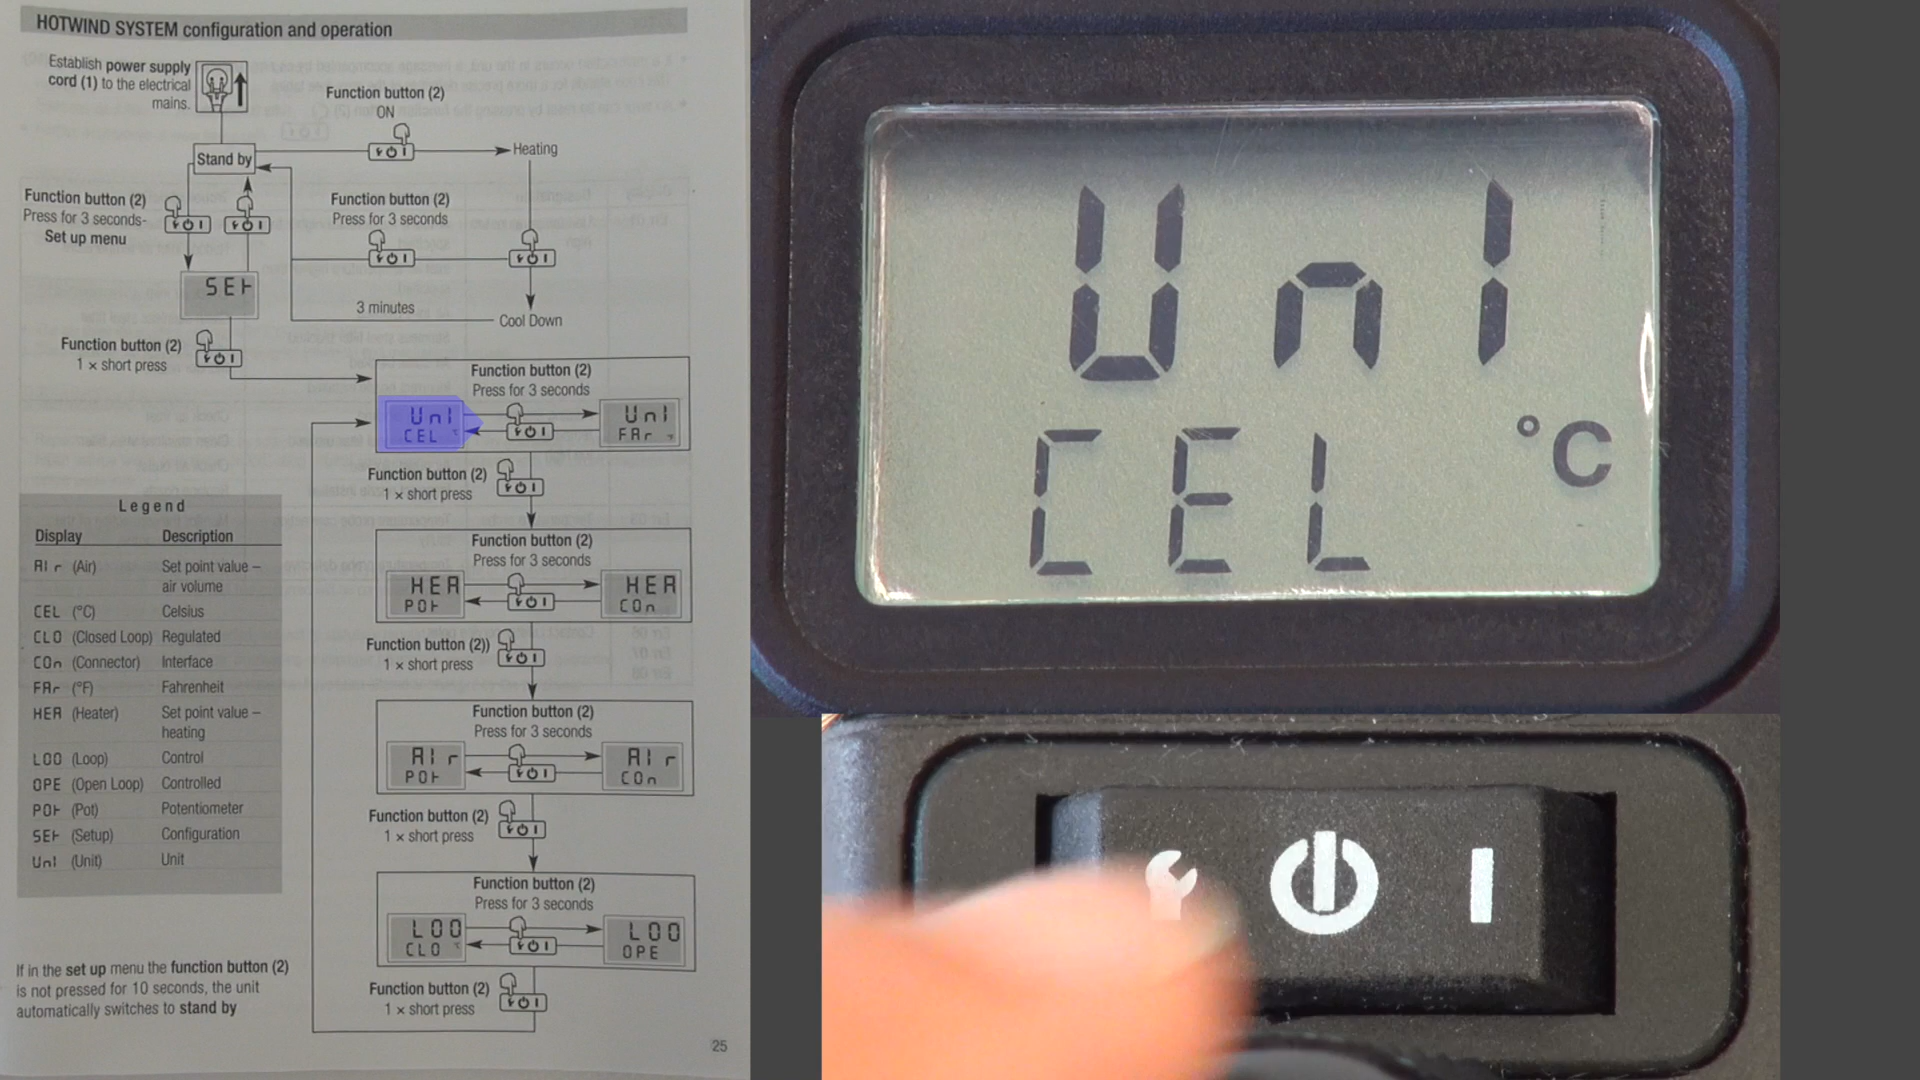 HOTWIND SYSTEM configuration and operation
Establish power supply
cord (1) to the electrical
mains.
Function button (2)
ON
Stand by
Heating
Function button (2)
Press for 3 seconds-
Set up menu
Function button (2)
Press for 3 seconds
SEt
3 minutes
Cool Down
Function button (2)
1 × short press
Function button (2)
Press for 3 seconds
UnI
CEL
UnI
FAr
Function button (2)
1 × short press
Function button (2)
Press for 3 seconds
HEA
POt
HEA
COn
Function button (2))
1 × short press
Function button (2)
Press for 3 seconds
AIr
POt
AIr
COn
Function button (2)
1 × short press
Function button (2)
Press for 3 seconds
LOO
CLO
LOO
OPE
Function button (2)
1 × short press
Legend
Display Description
AIr (Air) Set point value –
air volume
CEL (°C) Celsius
CLO (Closed Loop) Regulated
COn (Connector) Interface
FAr (°F) Fahrenheit
HEA (Heater) Set point value –
heating
LOO (Loop) Control
OPE (Open Loop) Controlled
POt (Pot) Potentiometer
SEt (Setup) Configuration
UnI (Unit) Unit
If in the set up menu the function button (2)
is not pressed for 10 seconds, the unit
automatically switches to stand by
25
UnI
CEL °C